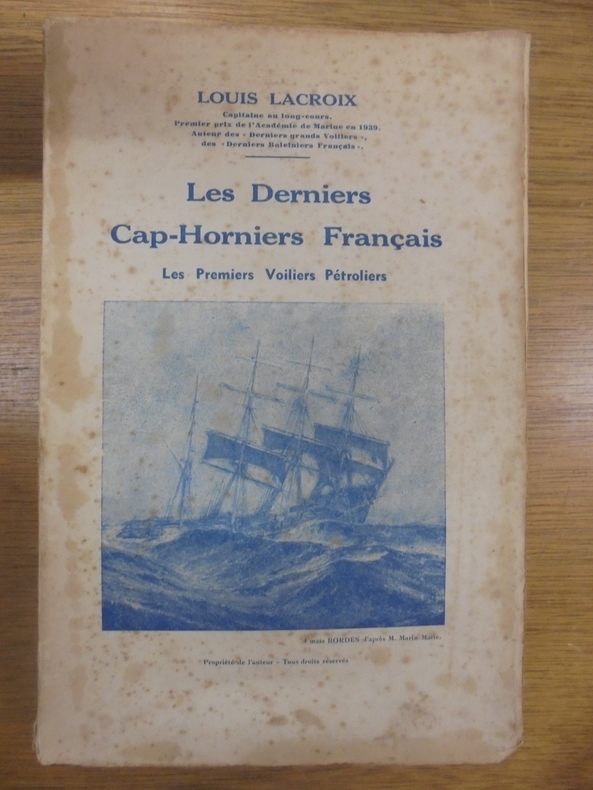 LOUIS LACROIX
Capitaine au long-cours.
Premier prix de l'Académie de Marine en 1939.
Auteur des « Derniers grands Voiliers »,
des « Derniers Baleiniers Français ».
Les Derniers
Cap-Horniers Français
Les Premiers Voiliers Pétroliers
4 mats BORDES d'après M. Marin-Marie.
Propriété de l'auteur - Tous droits réservés